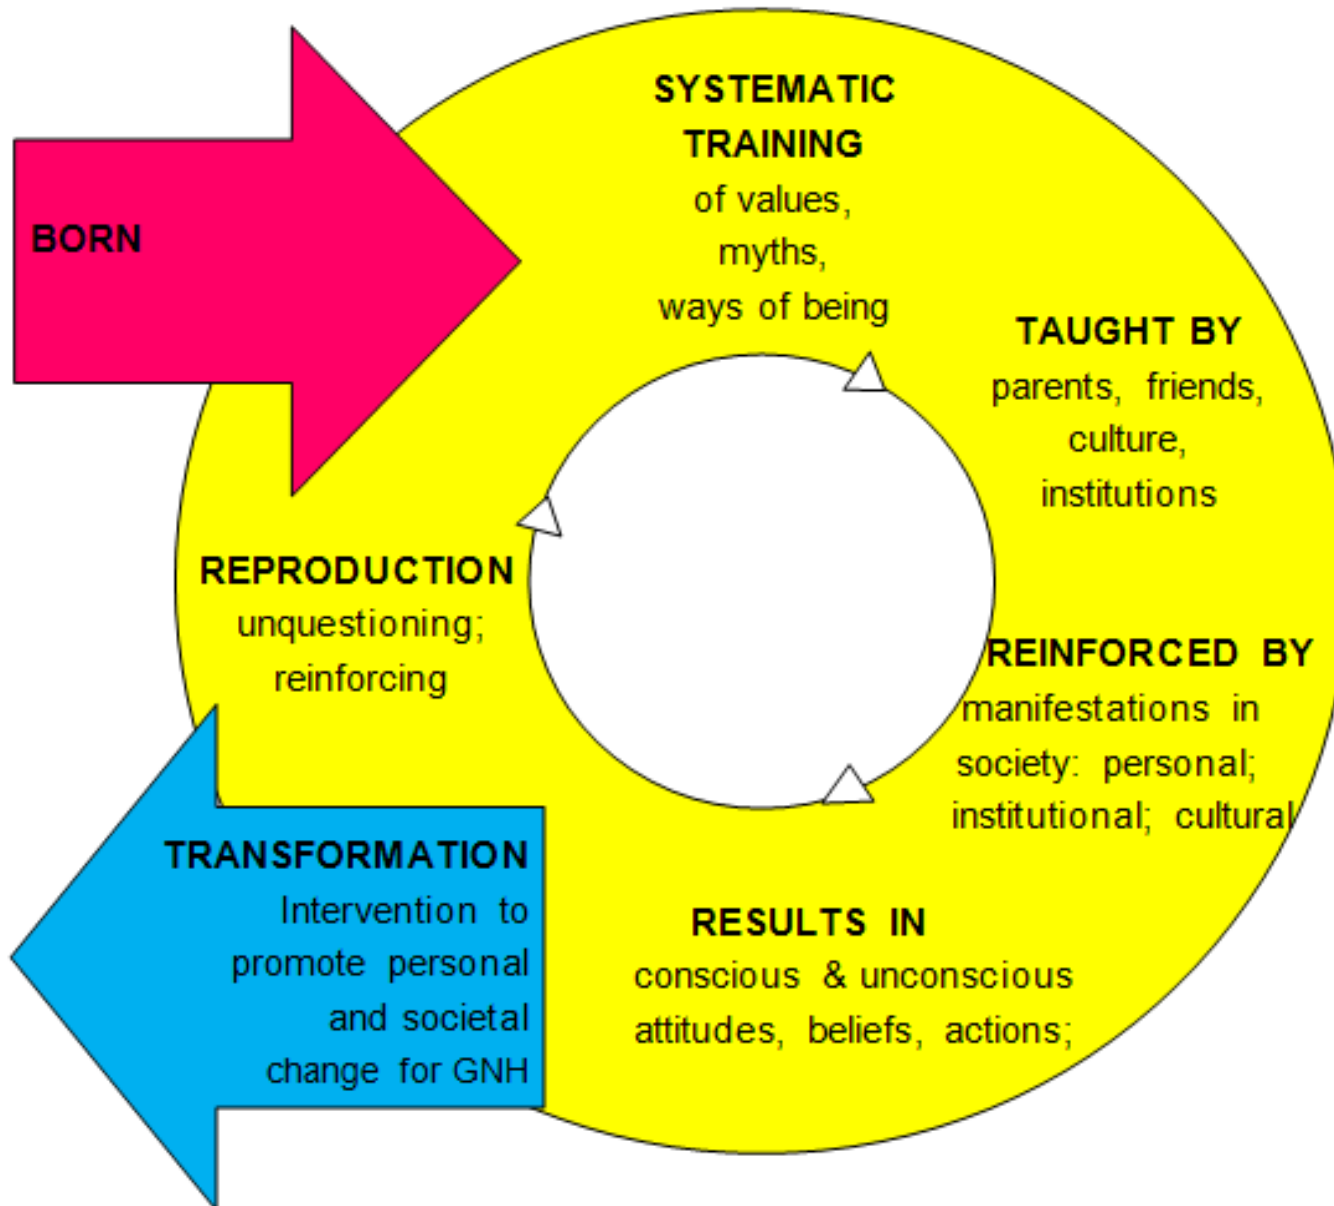 BORN
SYSTEMATIC
TRAINING
of values,
myths,
ways of being
TAUGHT BY
parents, friends,
culture,
institutions
REINFORCED BY
manifestations in
society: personal;
institutional; cultural
RESULTS IN
conscious & unconscious
attitudes, beliefs, actions;
REPRODUCTION
unquestioning;
reinforcing
TRANSFORMATION
Intervention to
promote personal
and societal
change for GNH